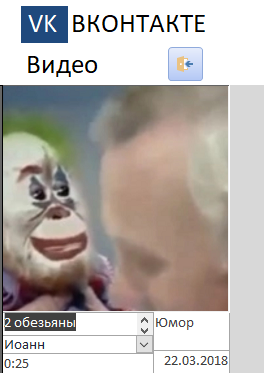 VK ВКОНТАКТЕ
Видео
2 обезьяны
Юмор
Иоанн
0:25
22.03.2018